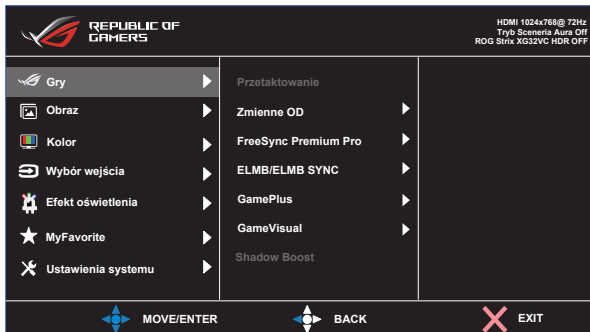 REPUBLIC OF
GAMERS
HDMI 1024x768@ 72Hz
Tryb Sceneria Aura Off
ROG Strix XG32VC HDR OFF
Gry
Obraz
Kolor
Wybór wejścia
Efekt oświetlenia
MyFavorite
Ustawienia systemu
Przetaktowanie
Zmienne OD
FreeSync Premium Pro
ELMB/ELMB SYNC
GamePlus
GameVisual
Shadow Boost
MOVE/ENTER
BACK
EXIT